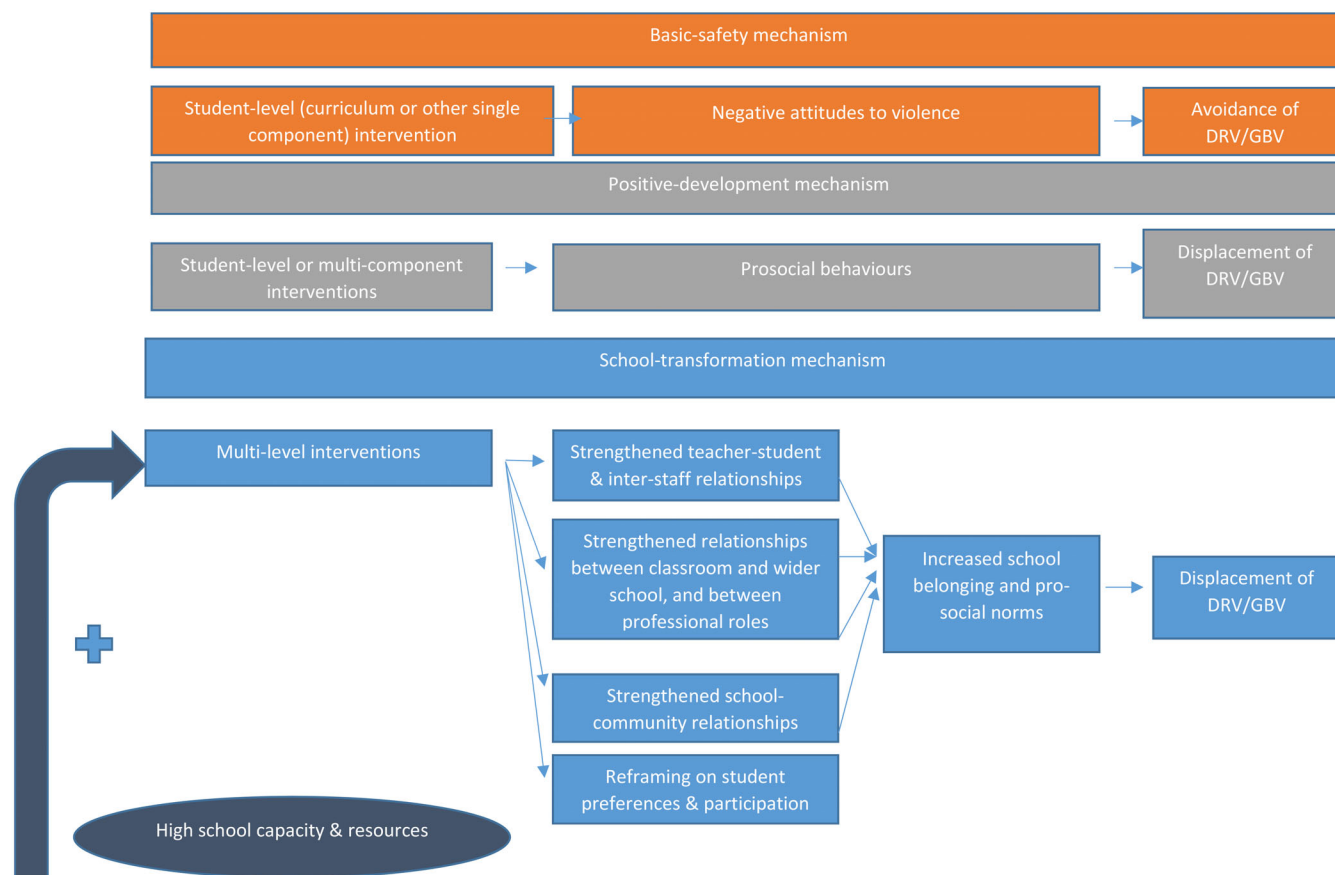 Basic-safety mechanism
Student-level (curriculum or other single
component) intervention
Negative attitudes to violence
Avoidance of
DRV/GBV
Positive-development mechanism
Student-level or multi-component
interventions
Prosocial behaviours
Displacement of
DRV/GBV
School-transformation mechanism
Multi-level interventions
Strengthened teacher-student
& inter-staff relationships
Strengthened relationships
between classroom and wider
school, and between
professional roles
Strengthened school-
community relationships
Reframing on student
preferences & participation
Increased school
belonging and pro-
social norms
Displacement of
DRV/GBV
High school capacity & resources